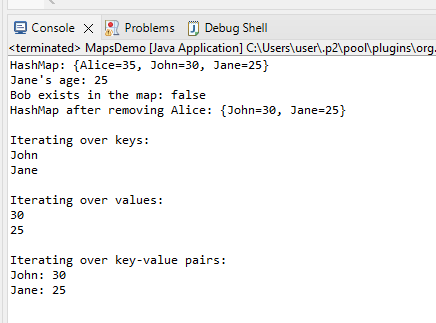 Console Problems Debug Shell
<terminated> MapsDemo [Java Application] C:\Users\user\.p2\pool\plugins\org.
HashMap: {Alice=35, John=30, Jane=25}
Jane's age: 25
Bob exists in the map: false
HashMap after removing Alice: {John=30, Jane=25}
Iterating over keys:
John
Jane
Iterating over values:
30
25
Iterating over key-value pairs:
John: 30
Jane: 25